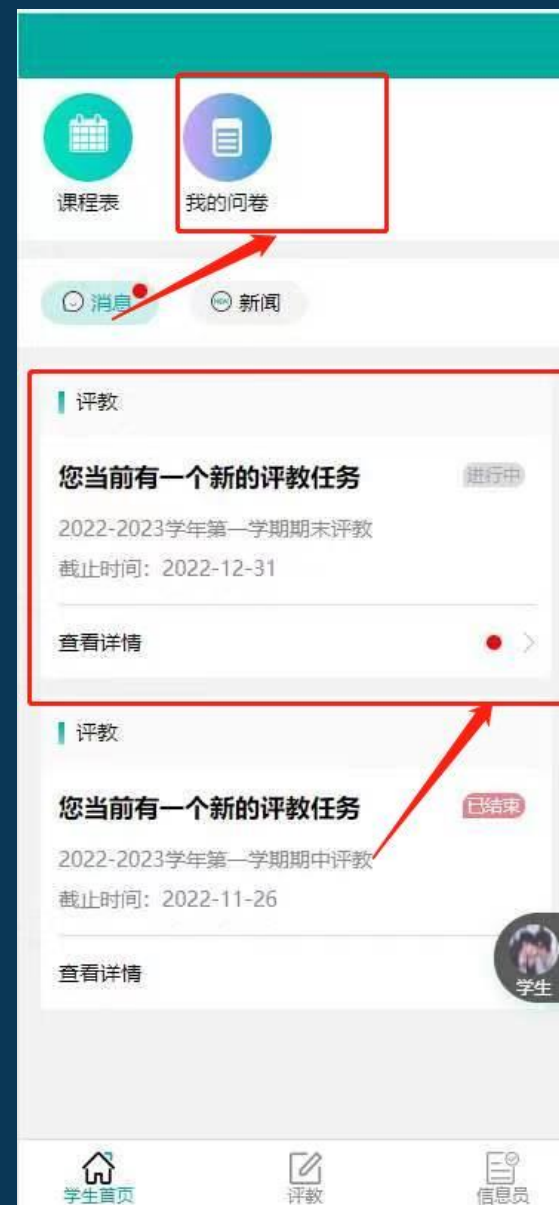 课程表
我的问卷
消息
新闻
评教
您当前有一个新的评教任务
进行中
2022-2023学年第一学期期末评教
截止时间：2022-12-31
查看详情
评教
您当前有一个新的评教任务
已结束
2022-2023学年第一学期期中评教
截止时间：2022-11-26
查看详情
学生
学生首页
评教
信息员